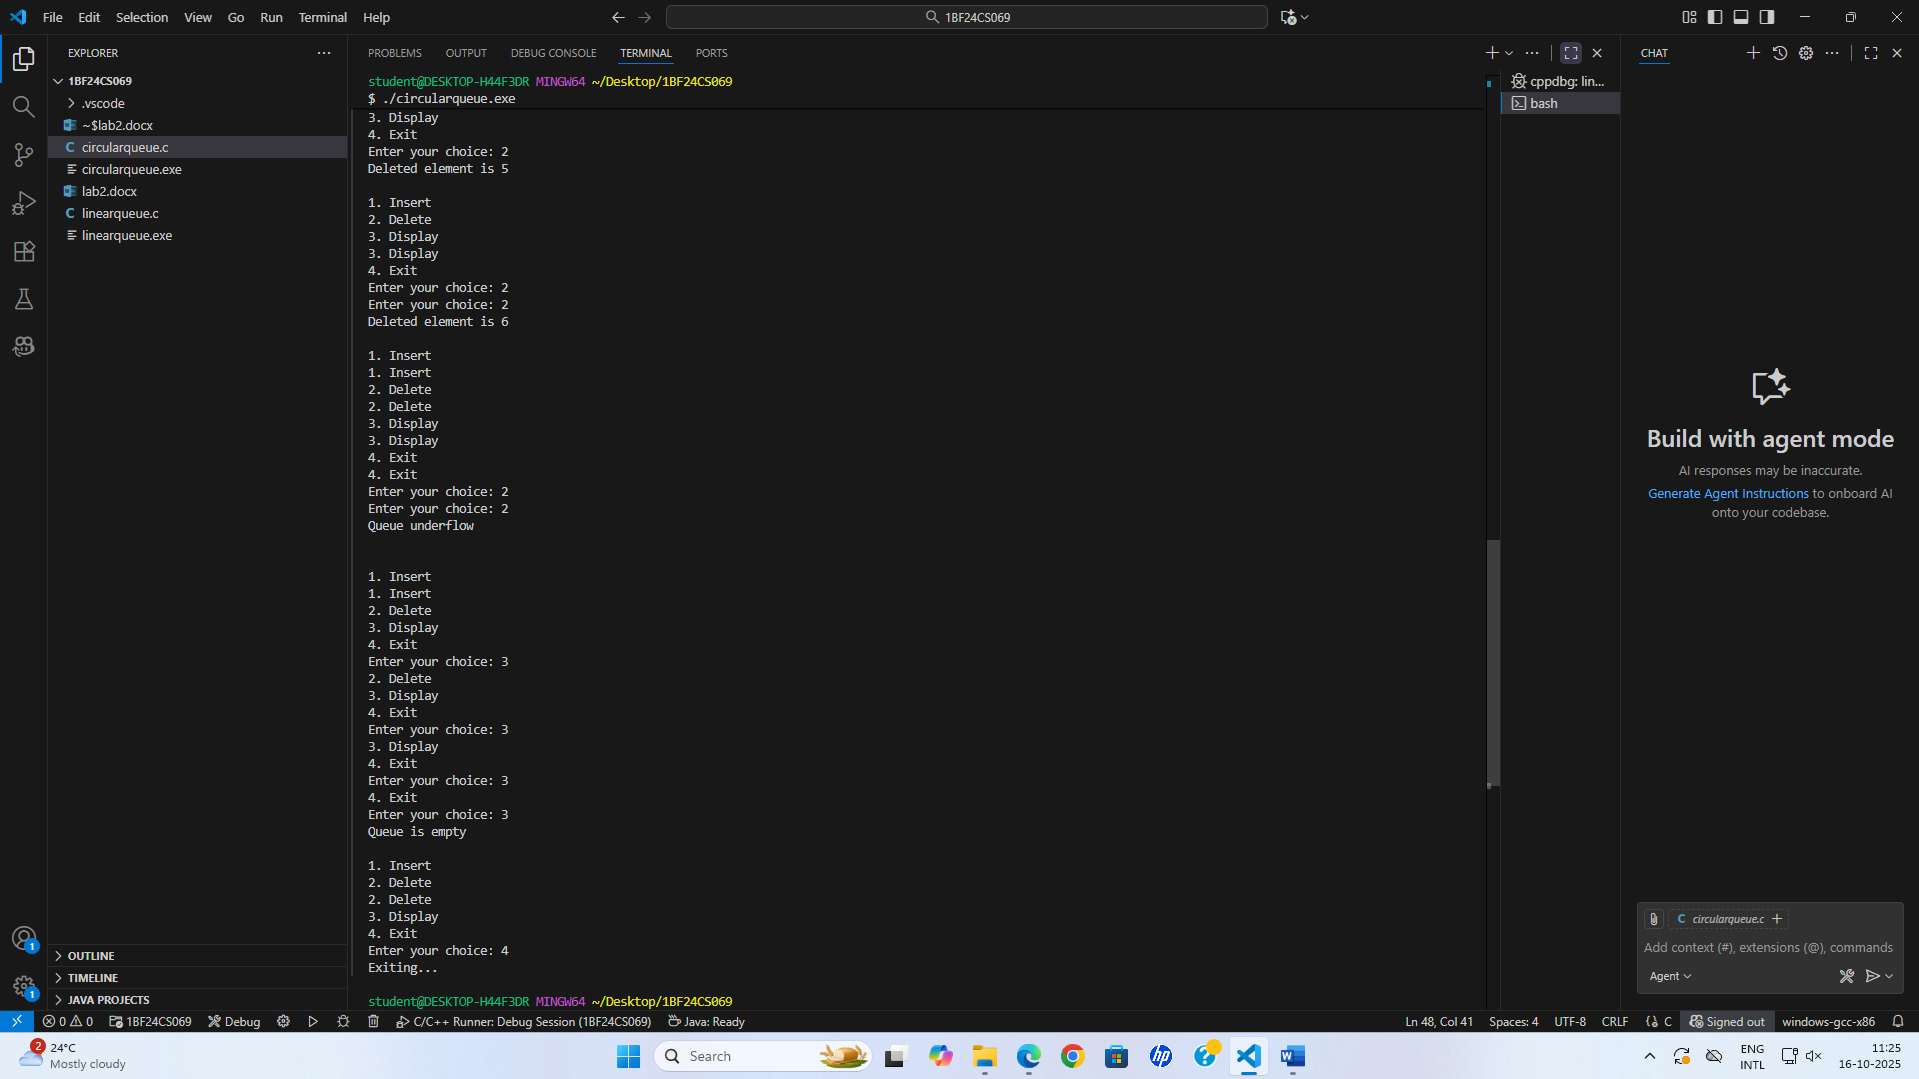 File Edit Selection View Go Run Terminal Help
1BF24CS069
EXPLORER
1BF24CS069
.vscode
~$lab2.docx
C circularqueue.c
circularqueue.exe
lab2.docx
C linearqueue.c
linearqueue.exe
OUTLINE
TIMELINE
JAVA PROJECTS
PROBLEMS OUTPUT DEBUG CONSOLE TERMINAL PORTS
student@DESKTOP-H44F3DR MINGW64 ~/Desktop/1BF24CS069
$ ./circularqueue.exe
3. Display
4. Exit
Enter your choice: 2
Deleted element is 5
1. Insert
2. Delete
3. Display
3. Display
4. Exit
Enter your choice: 2
Enter your choice: 2
Deleted element is 6
1. Insert
1. Insert
2. Delete
2. Delete
3. Display
3. Display
4. Exit
4. Exit
Enter your choice: 2
Enter your choice: 2
Queue underflow
1. Insert
1. Insert
2. Delete
3. Display
4. Exit
Enter your choice: 3
2. Delete
3. Display
4. Exit
Enter your choice: 3
3. Display
4. Exit
Enter your choice: 3
4. Exit
Enter your choice: 3
Queue is empty
1. Insert
2. Delete
2. Delete
3. Display
4. Exit
Enter your choice: 4
Exiting...
student@DESKTOP-H44F3DR MINGW64 ~/Desktop/1BF24CS069
cppdbg: lin...
bash
CHAT
Build with agent mode
AI responses may be inaccurate.
Generate Agent Instructions to onboard AI
onto your codebase.
C circularqueue.c
Add context (#), extensions (@), commands
Agent
1
1
0 0 1BF24CS069 Debug C/C++ Runner: Debug Session (1BF24CS069) Java: Ready
Ln 48, Col 41 Spaces: 4 UTF-8 CRLF {} C Signed out windows-gcc-x86
2
24°C
Mostly cloudy
Search
hp
ENG
INTL
11:25
16-10-2025